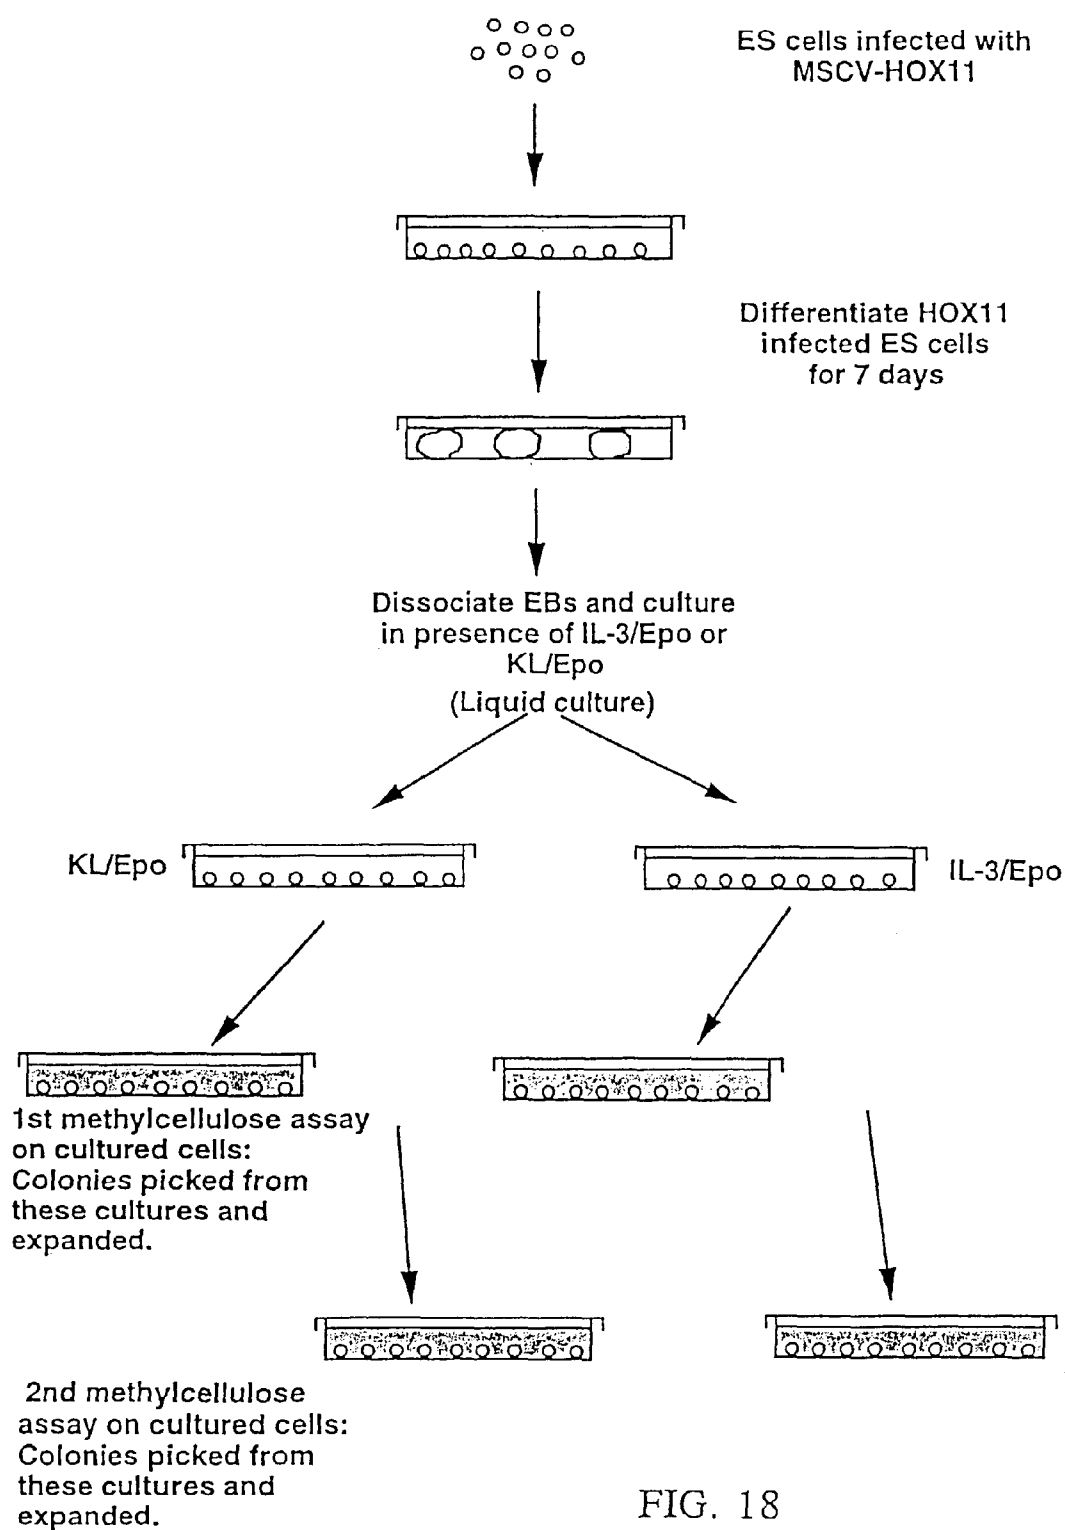 ES cells infected with
MSCV-HOX11
Differentiate HOX11
infected ES cells
for 7 days
Dissociate EBs and culture
in presence of IL-3/Epo or
KL/Epo
(Liquid culture)
KL/Epo
IL-3/Epo
1st methylcellulose assay
on cultured cells:
Colonies picked from
these cultures and
expanded.
2nd methylcellulose
assay on cultured cells:
Colonies picked from
these cultures and
expanded.
FIG. 18